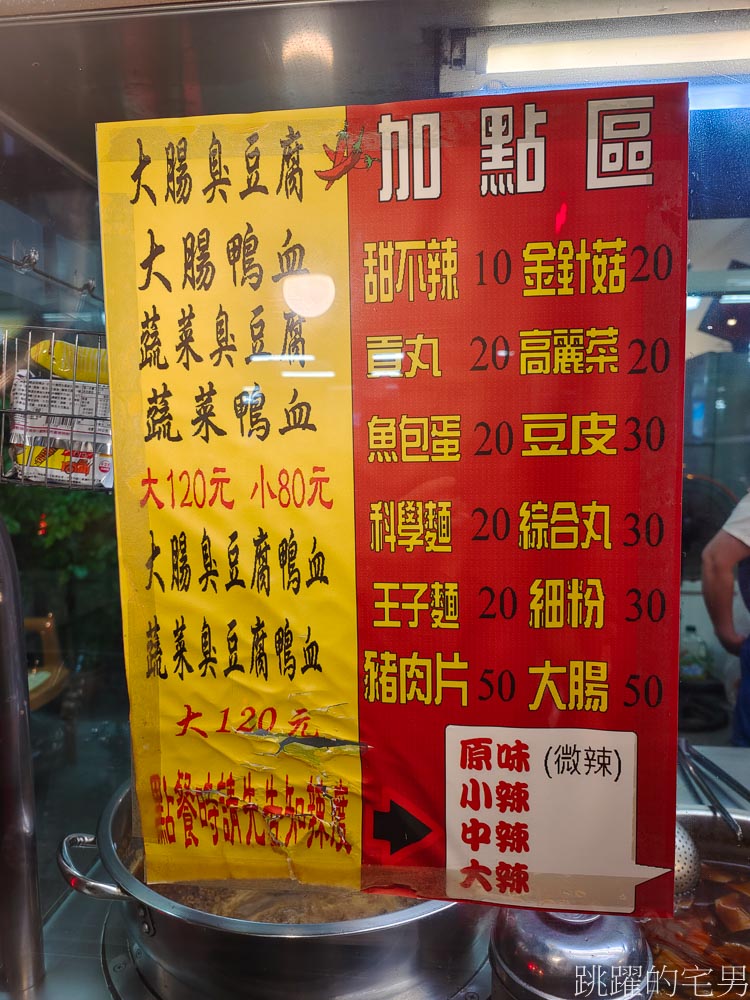 大腸臭豆腐
大腸鴨血
蔬菜臭豆腐
蔬菜鴨血
大120元 小80元
大腸臭豆腐鴨血
蔬菜臭豆腐鴨血
大120元
點餐時請先告知辣度
加點區
甜不辣 10 金針菇 20
貢丸 20 高麗菜 20
魚包蛋 20 豆皮 30
科學麵 20 綜合丸 30
王子麵 20 細粉 30
豬肉片 50 大腸 50
原味 (微辣)
小辣
中辣
大辣
跳躍的宅男